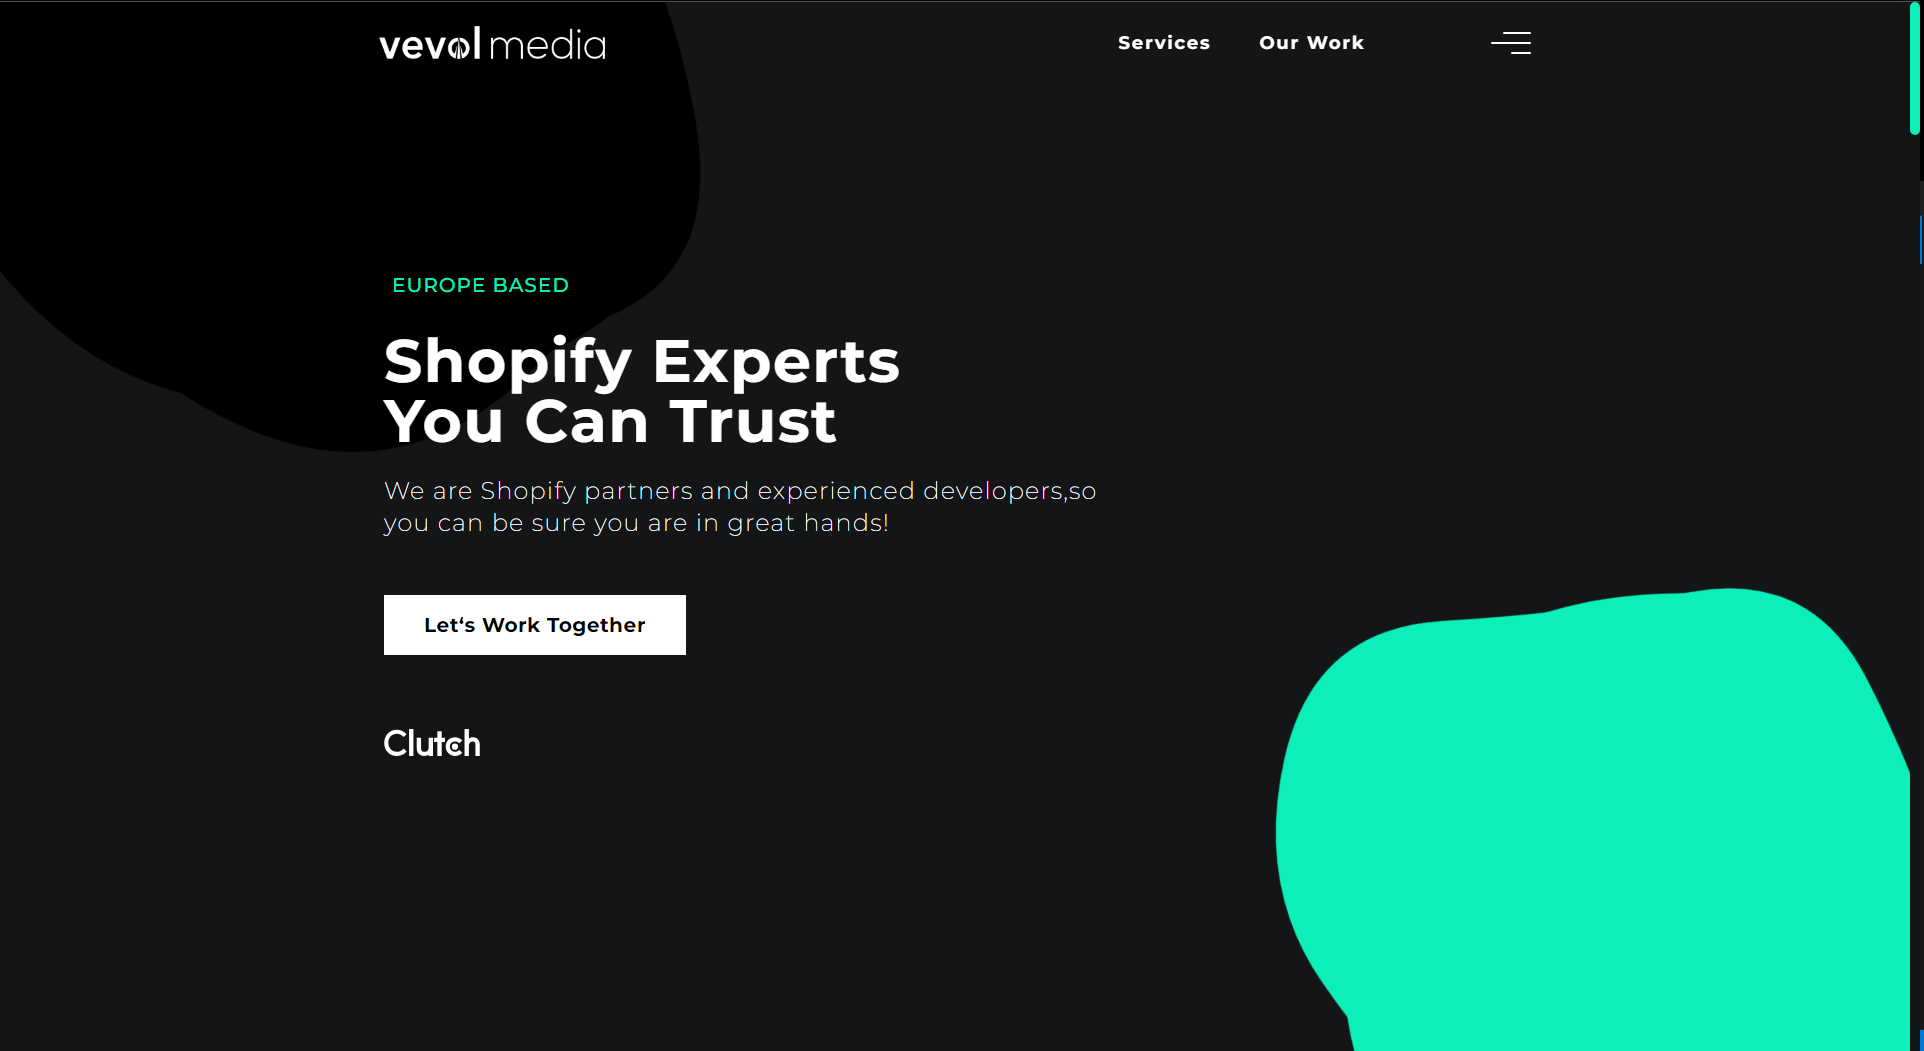 vevol media
Services
Our Work
EUROPE BASED
Shopify Experts
You Can Trust
We are Shopify partners and experienced developers,so
you can be sure you are in great hands!
Let‘s Work Together
Clutch